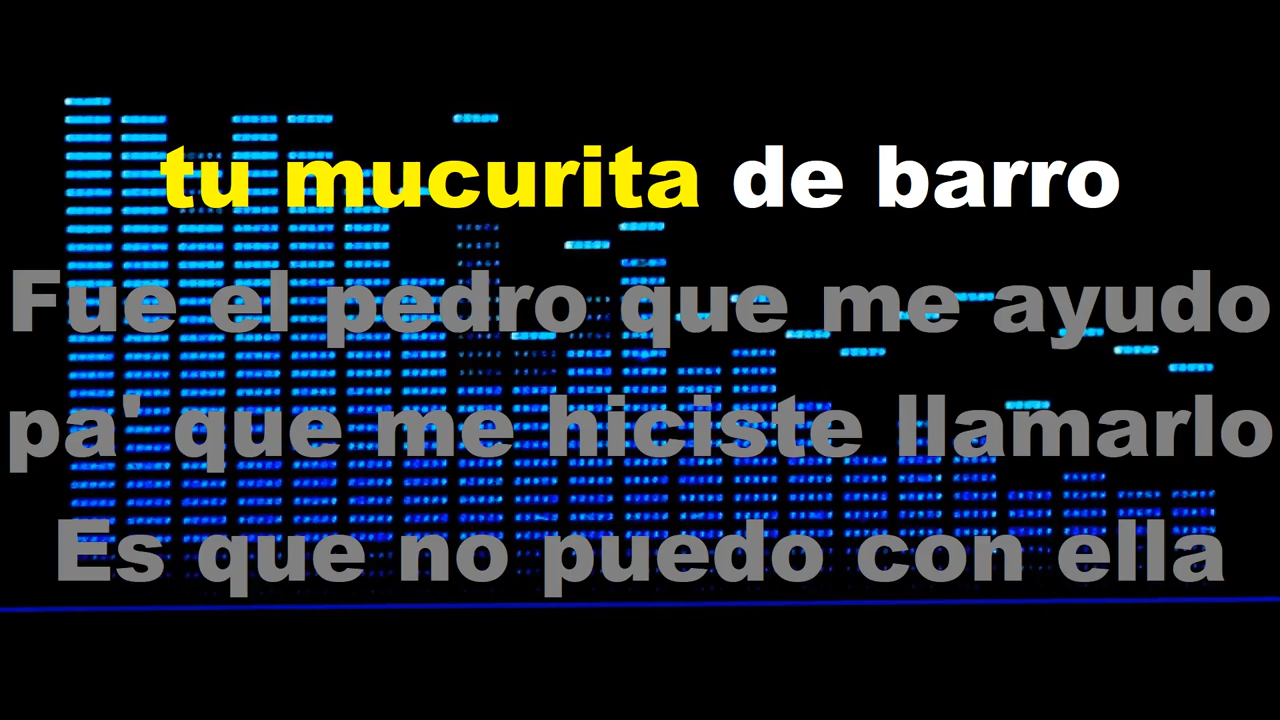 tu mucurita de barro
Fue el pedro que me ayudo
pa' que me hiciste llamarlo
Es que no puedo con ella